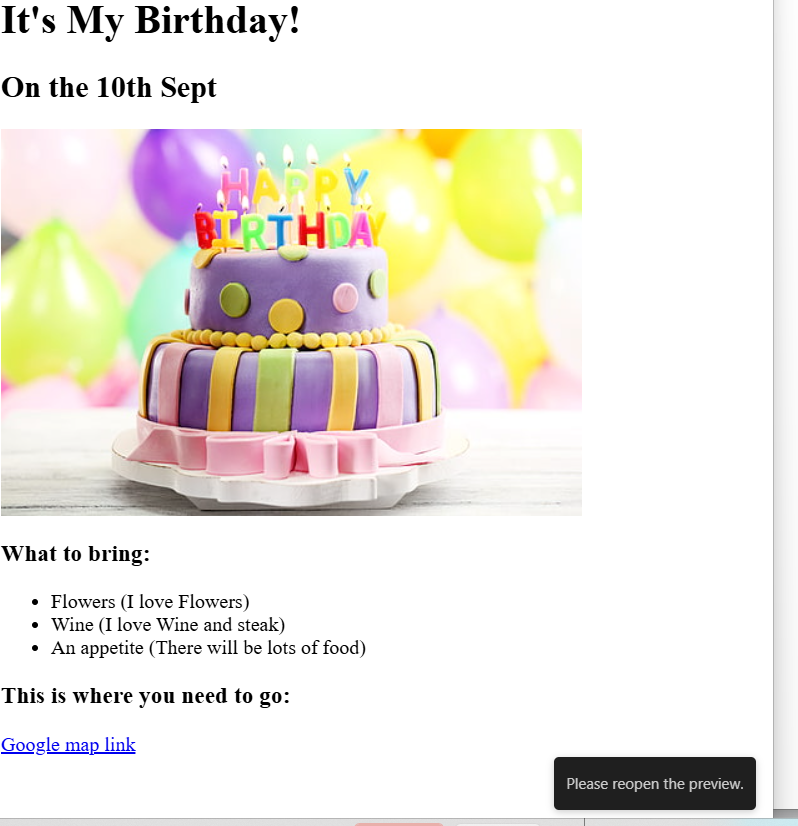 It's My Birthday!
On the 10th Sept
HAPPY
BIRTHDAY
What to bring:
Flowers (I love Flowers)
Wine (I love Wine and steak)
An appetite (There will be lots of food)
This is where you need to go:
Google map link
Please reopen the preview.